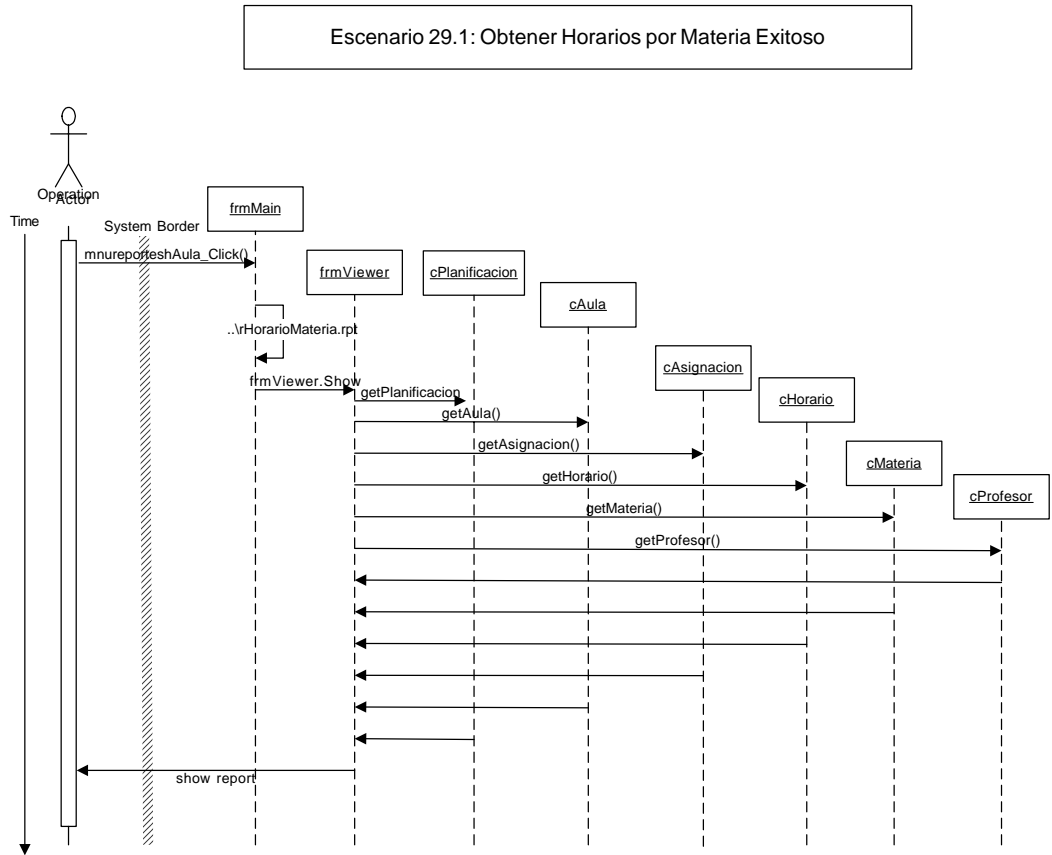 Escenario 29.1: Obtener Horarios por Materia Exitoso
Operation
Actor
Time
System Border
frmMain
mnureporteshAula_Click()
frmViewer
cPlanificacion
cAula
..\rHorarioMateria.rpt
cAsignacion
frmViewer.Show
getPlanificacion
cHorario
getAula()
getAsignacion()
cMateria
getHorario()
cProfesor
getMateria()
getProfesor()
show report